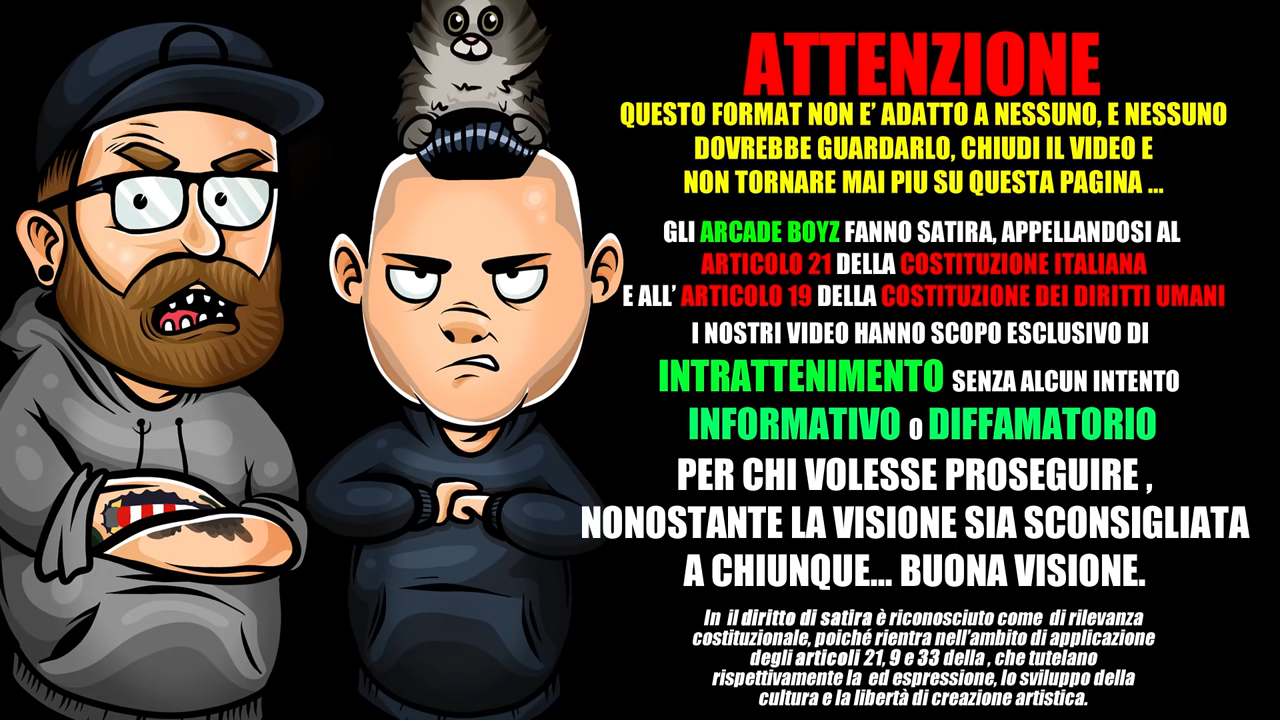 ATTENZIONE
QUESTO FORMAT NON E' ADATTO A NESSUNO, E NESSUNO
DOVREBBE GUARDARLO, CHIUDI IL VIDEO E
NON TORNARE MAI PIU SU QUESTA PAGINA ...
GLI ARCADE BOYZ FANNO SATIRA, APPELLANDOSI AL
ARTICOLO 21 DELLA COSTITUZIONE ITALIANA
E ALL' ARTICOLO 19 DELLA COSTITUZIONE DEI DIRITTI UMANI
I NOSTRI VIDEO HANNO SCOPO ESCLUSIVO DI
INTRATTENIMENTO SENZA ALCUN INTENTO
INFORMATIVO O DIFFAMATORIO
PER CHI VOLESSE PROSEGUIRE ,
NONOSTANTE LA VISIONE SIA SCONSIGLIATA
A CHIUNQUE... BUONA VISIONE.
In il diritto di satira è riconosciuto come di rilevanza
costituzionale, poiché rientra nell'ambito di applicazione
degli articoli 21, 9 e 33 della , che tutelano
rispettivamente la ed espressione, lo sviluppo della
cultura e la libertà di creazione artistica.